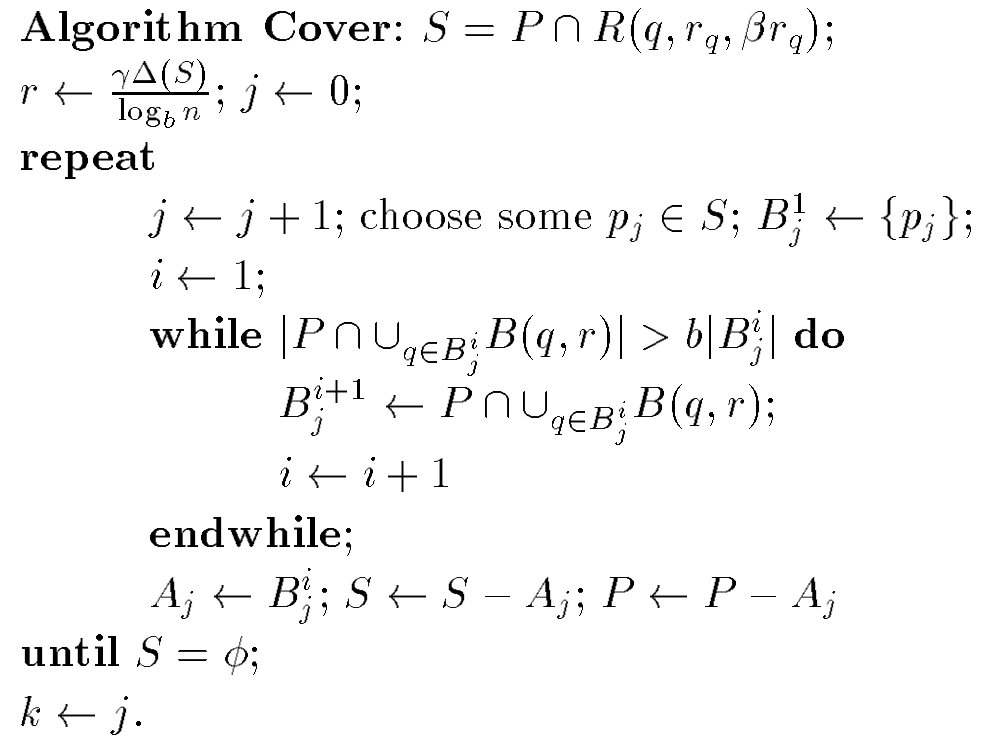 Algorithm Cover: $S = P \cap R(q, r_q, \beta r_q)$;
$r \leftarrow \frac{\gamma \Delta(S)}{\log_b n}$; $j \leftarrow 0$;
repeat
$j \leftarrow j + 1$; choose some $p_j \in S$; $B_j^1 \leftarrow \{p_j\}$;
$i \leftarrow 1$;
while $|P \cap \cup_{q \in B_j^i} B(q, r)| > b|B_j^i|$ do
$B_j^{i+1} \leftarrow P \cap \cup_{q \in B_j^i} B(q, r)$;
$i \leftarrow i + 1$
endwhile;
$A_j \leftarrow B_j^i$; $S \leftarrow S - A_j$; $P \leftarrow P - A_j$
until $S = \phi$;
$k \leftarrow j$.